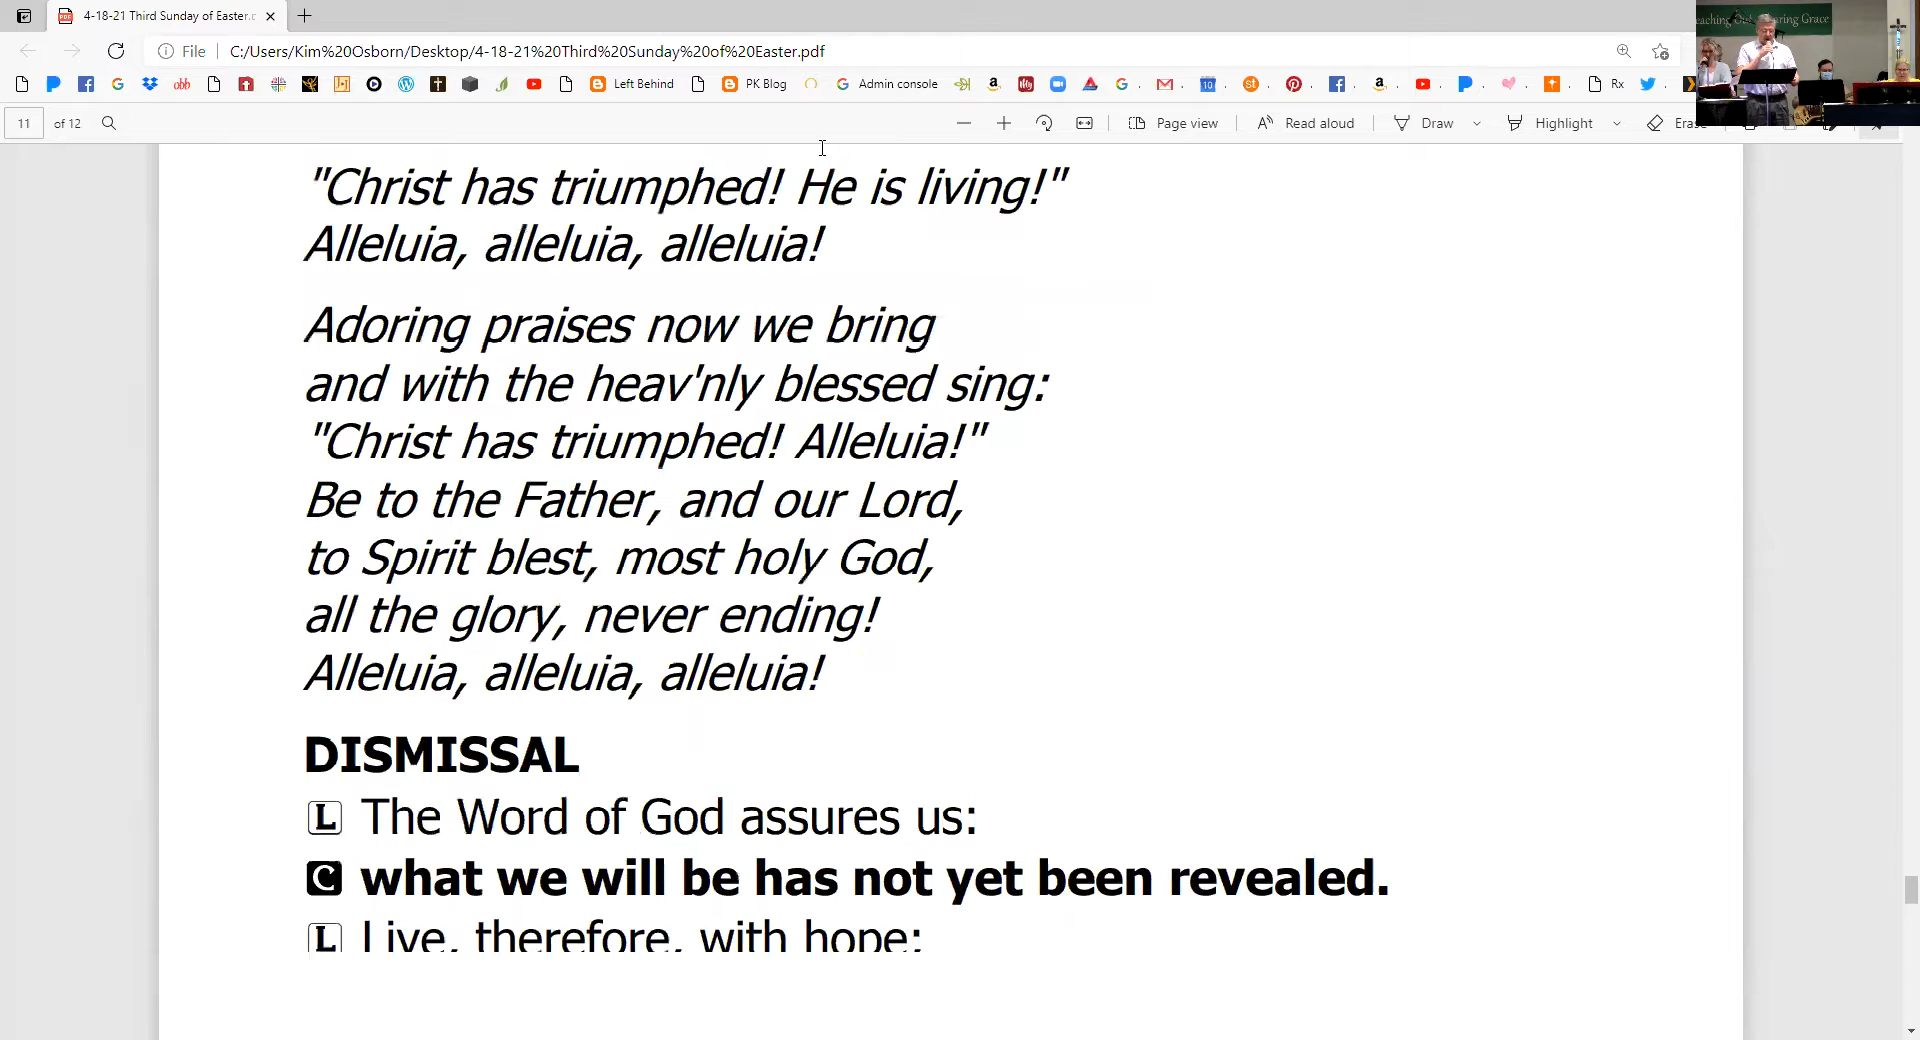 4-18-21 Third Sunday of Easter.p
File
C:/Users/Kim%20Osborn/Desktop/4-18-21%20Third%20Sunday%20of%20Easter.pdf
Left Behind
PK Blog
Admin console
Rx
11 of 12
Page view
Read aloud
Draw
Highlight
Erase
"Christ has triumphed! He is living!"
Alleluia, alleluia, alleluia!
Adoring praises now we bring
and with the heav'nly blessed sing:
"Christ has triumphed! Alleluia!"
Be to the Father, and our Lord,
to Spirit blest, most holy God,
all the glory, never ending!
Alleluia, alleluia, alleluia!
DISMISSAL
L The Word of God assures us:
C what we will be has not yet been revealed.
L Live, therefore, with hope: